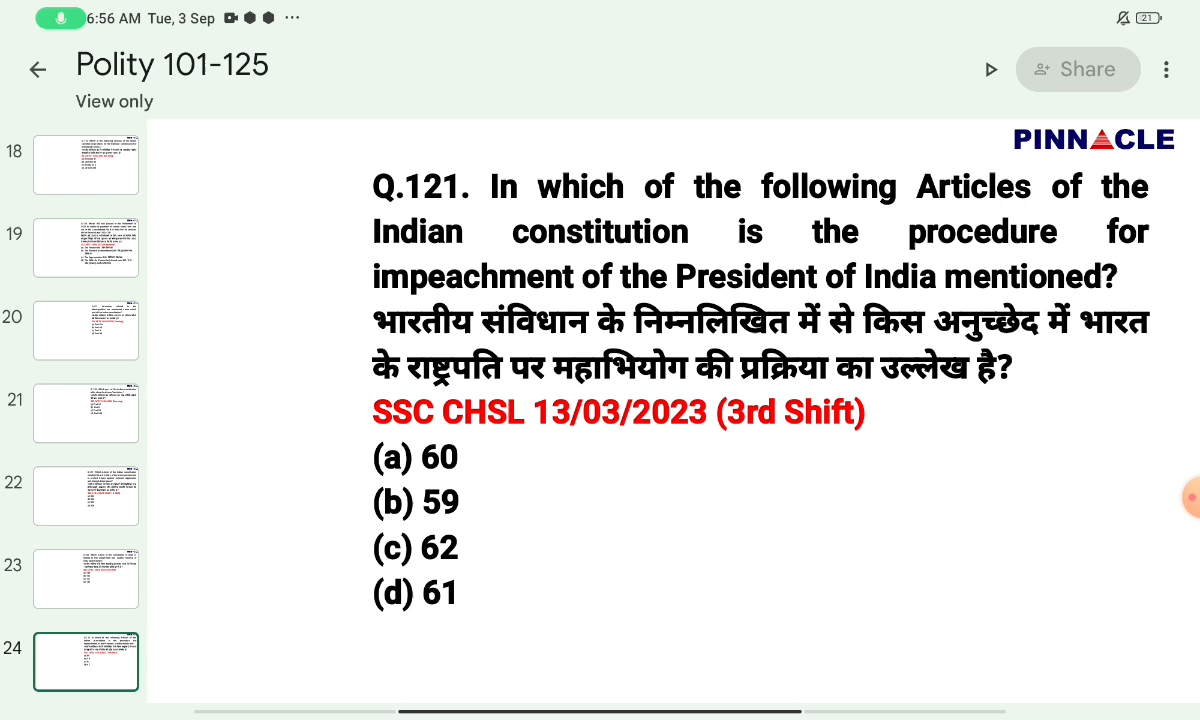 6:56 AM Tue, 3 Sep
21
Polity 101-125
Share
View only
PINNACLE
18
19
20
21
22
23
24
Q.121. In which of the following Articles of the
Indian constitution is the procedure for
impeachment of the President of India mentioned?
भारतीय संविधान के निम्नलिखित में से किस अनुच्छेद में भारत
के राष्ट्रपति पर महाभियोग की प्रक्रिया का उल्लेख है?
SSC CHSL 13/03/2023 (3rd Shift)
(a) 60
(b) 59
(c) 62
(d) 61